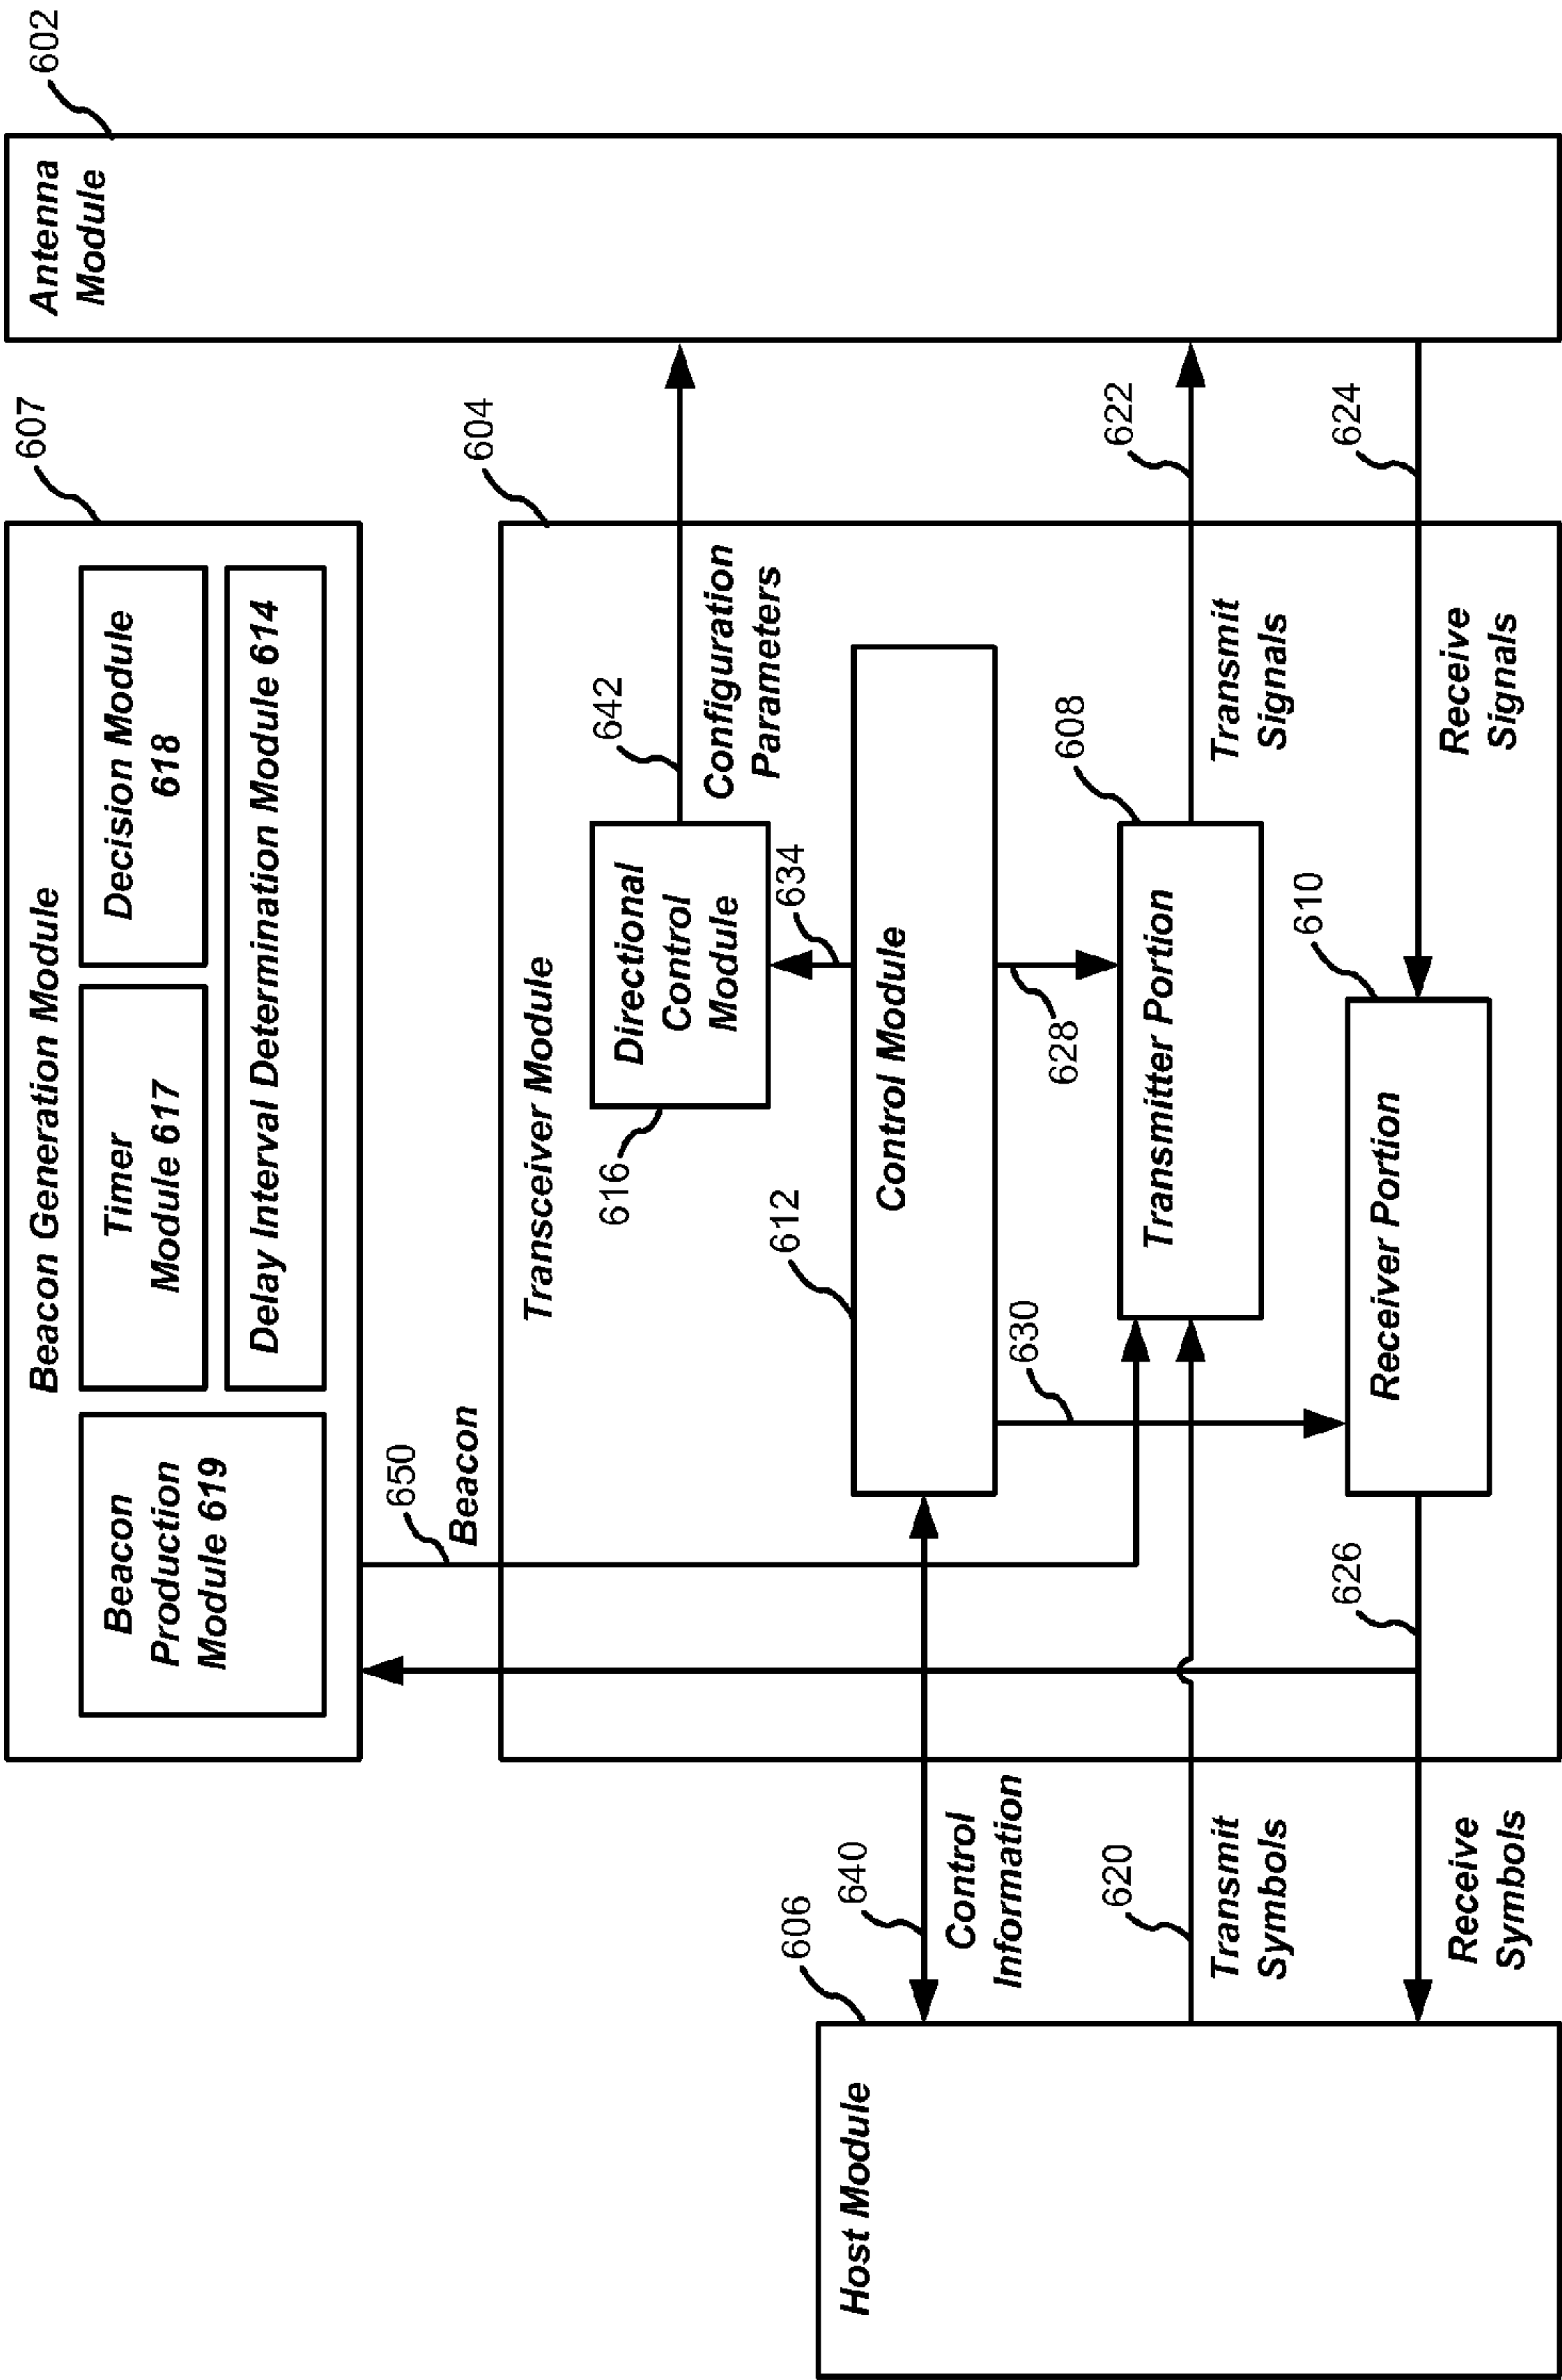 607
602
Beacon Generation Module
Beacon
Production
Module 619
Timer
Module 617
Decision Module
618
Delay Interval Determination Module 614
Antenna
Module
650
Beacon
604
Transceiver Module
616
Directional
Control
Module
642
Configuration
Parameters
634
612
Control Module
606
Host Module
640
Control
Information
630
628
608
Transmitter Portion
620
Transmit
Symbols
622
Transmit
Signals
610
Receiver Portion
626
Receive
Symbols
624
Receive
Signals